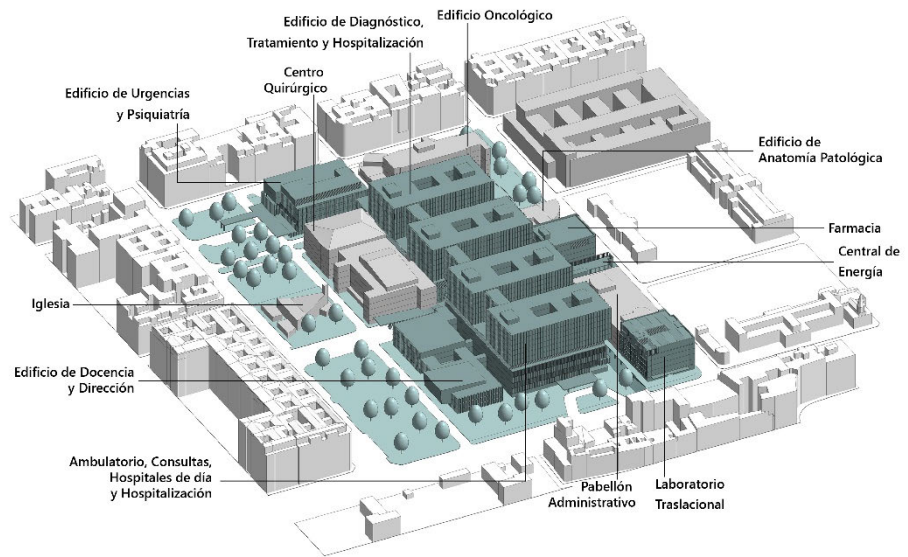 Edificio de Diagnóstico,
Tratamiento y Hospitalización
Edificio Oncológico
Centro
Quirúrgico
Edificio de Urgencias
y Psiquiatría
Edificio de
Anatomía Patológica
Farmacia
Central de
Energía
Iglesia
Edificio de Docencia
y Dirección
Ambulatorio, Consultas,
Hospitales de día
y Hospitalización
Pabellón
Administrativo
Laboratorio
Traslacional